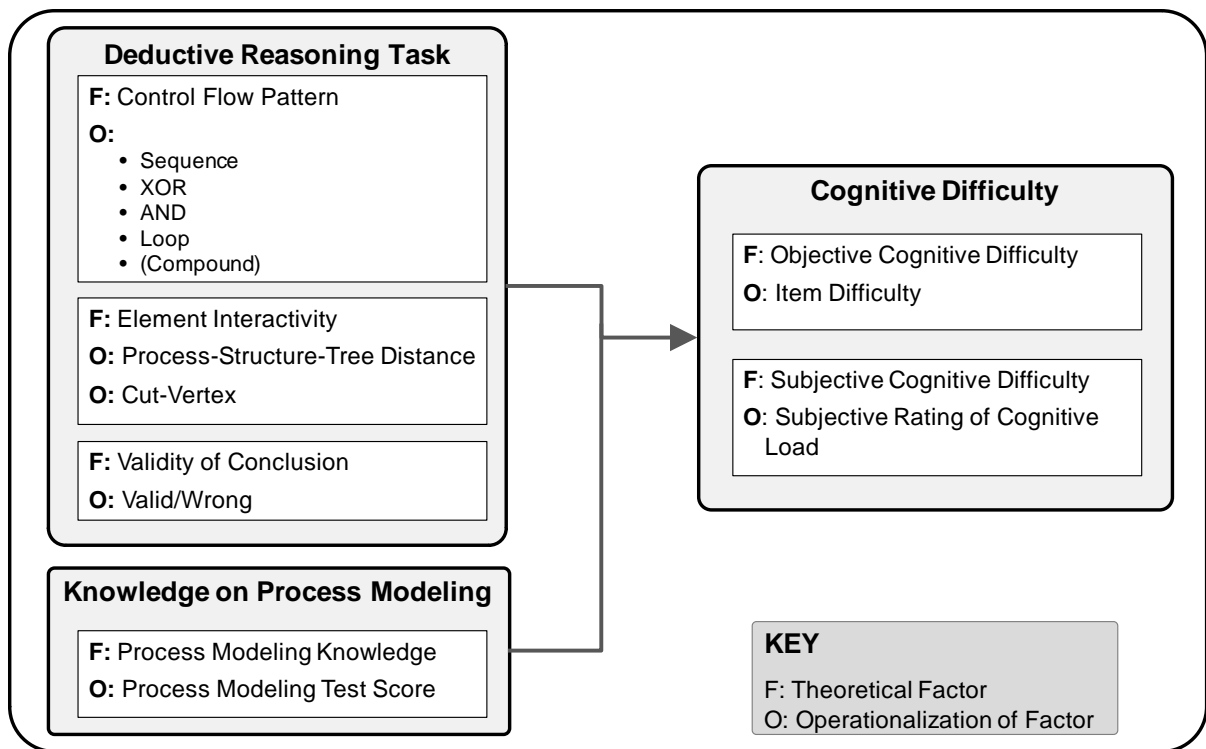 Deductive Reasoning Task
F: Control Flow Pattern
O:
• Sequence
• XOR
• AND
• Loop
• (Compound)
F: Element Interactivity
O: Process-Structure-Tree Distance
O: Cut-Vertex
F: Validity of Conclusion
O: Valid/Wrong
Knowledge on Process Modeling
F: Process Modeling Knowledge
O: Process Modeling Test Score
Cognitive Difficulty
F: Objective Cognitive Difficulty
O: Item Difficulty
F: Subjective Cognitive Difficulty
O: Subjective Rating of Cognitive
Load
KEY
F: Theoretical Factor
O: Operationalization of Factor